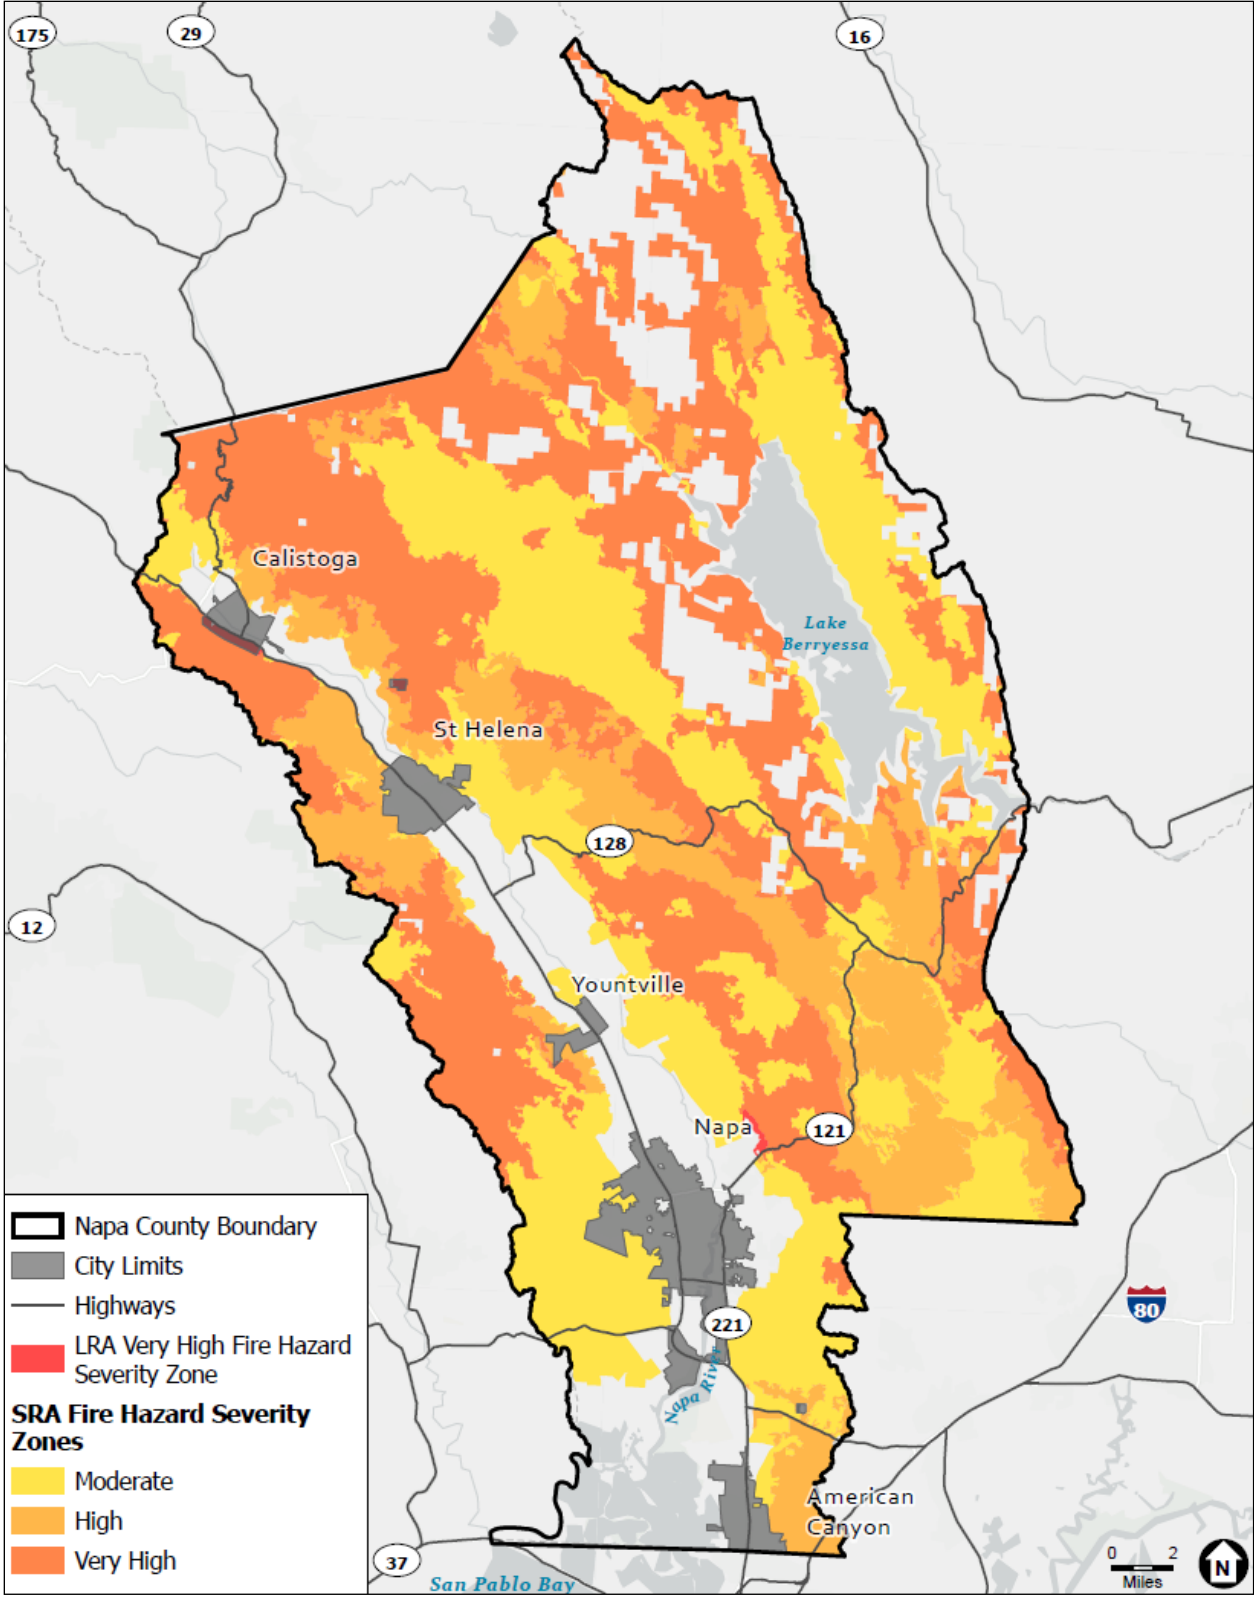 175
29
16
Calistoga
Lake
Berryessa
St Helena
128
12
Yountville
Napa
121
80
221
Napa River
American
Canyon
37
San Pablo Bay
Napa County Boundary
City Limits
Highways
LRA Very High Fire Hazard
Severity Zone
SRA Fire Hazard Severity
Zones
Moderate
High
Very High
0 2
Miles
N